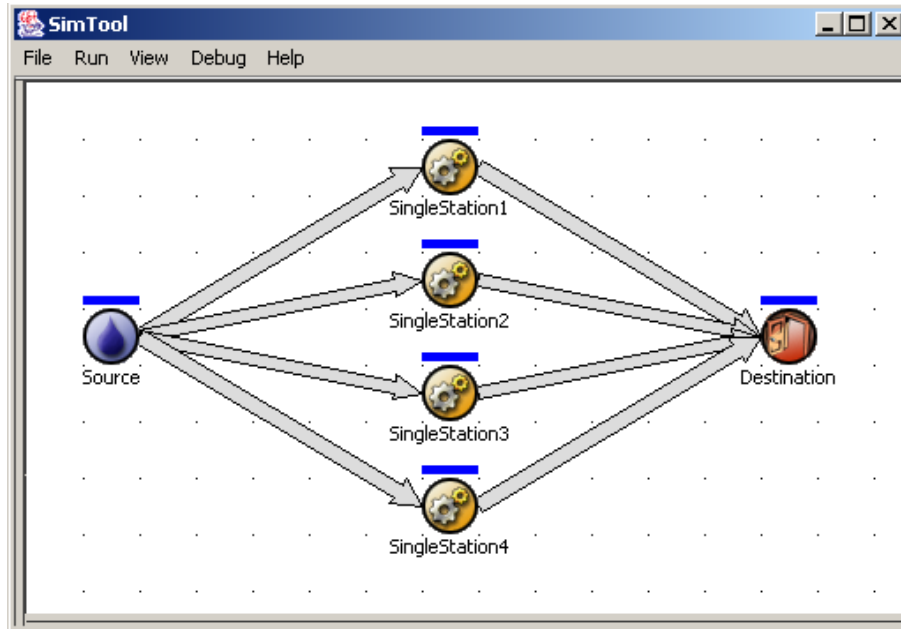 SimTool
File Run View Debug Help
SingleStation1
SingleStation2
Source
Destination
SingleStation3
SingleStation4